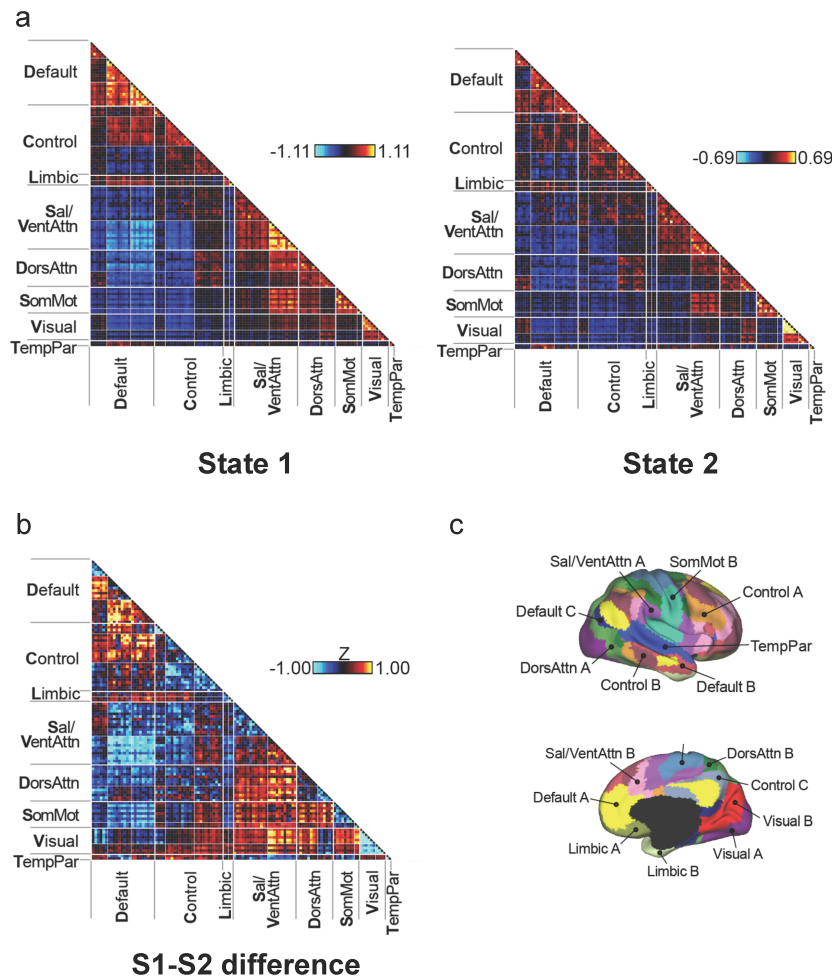 a
Default
Control
Limbic
Sal/
VentAttn
DorsAttn
SomMot
Visual
TempPar
-1.11 1.11
Default
Control
Limbic
Sal/
VentAttn
DorsAttn
SomMot
Visual
TempPar
State 1
Default
Control
Limbic
Sal/
VentAttn
DorsAttn
SomMot
Visual
TempPar
-0.69 0.69
Default
Control
Limbic
Sal/
VentAttn
DorsAttn
SomMot
Visual
TempPar
State 2
b
Default
Control
Limbic
Sal/
VentAttn
DorsAttn
SomMot
Visual
TempPar
Z
-1.00 1.00
Default
Control
Limbic
Sal/
VentAttn
DorsAttn
SomMot
Visual
TempPar
S1-S2 difference
c
Sal/VentAttn A
SomMot B
Control A
Default C
TempPar
DorsAttn A
Control B
Default B
Sal/VentAttn B
DorsAttn B
Control C
Default A
Visual B
Limbic A
Visual A
Limbic B